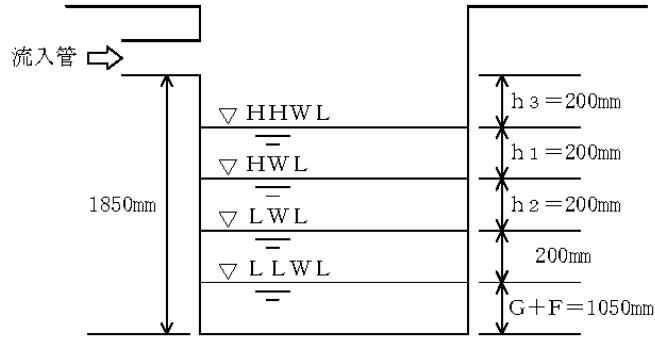 流入管
1850mm
▽ HHWL
▽ HWL
▽ LWL
▽ LLWL
h3=200mm
h1=200mm
h2=200mm
200mm
G+F=1050mm